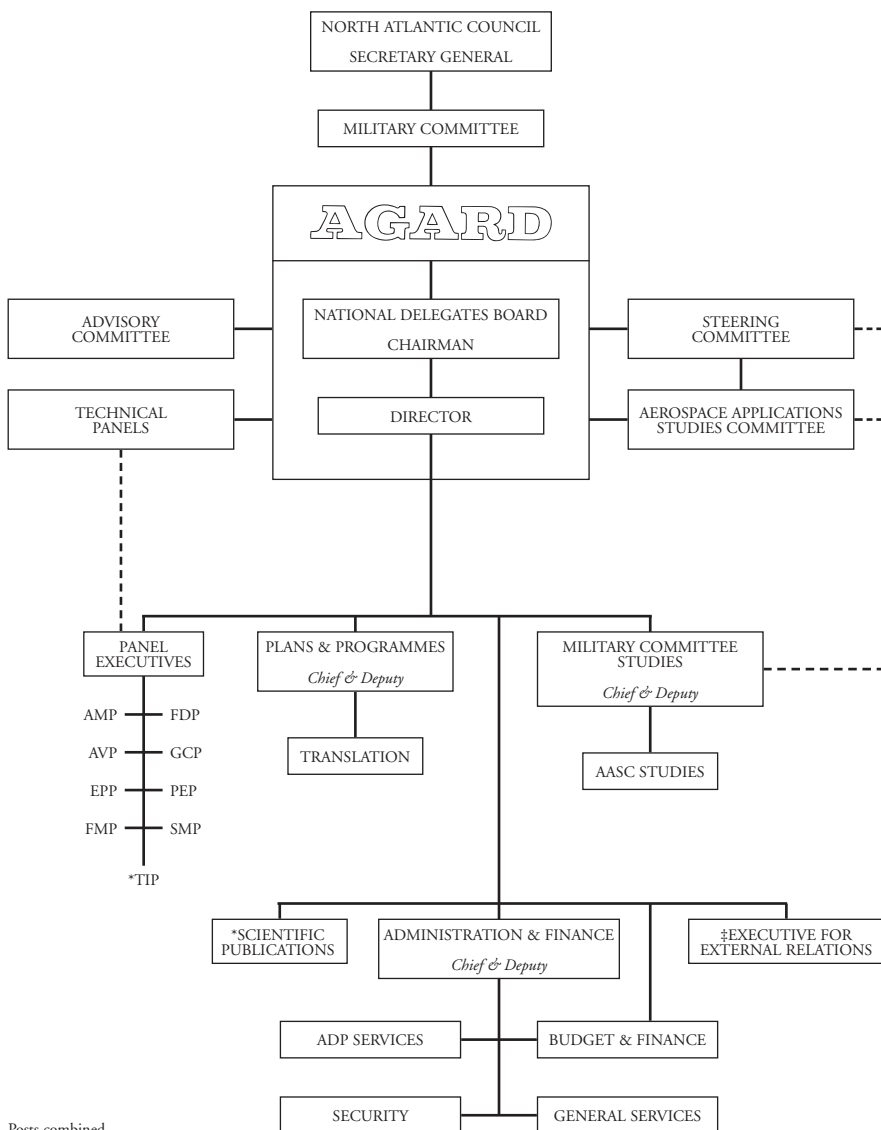 NORTH ATLANTIC COUNCIL
SECRETARY GENERAL
MILITARY COMMITTEE
AGARD
ADVISORY
COMMITTEE
NATIONAL DELEGATES BOARD
CHAIRMAN
STEERING
COMMITTEE
TECHNICAL
PANELS
DIRECTOR
AEROSPACE APPLICATIONS
STUDIES COMMITTEE
PANEL
EXECUTIVES
PLANS & PROGRAMMES
Chief & Deputy
MILITARY COMMITTEE
STUDIES
Chief & Deputy
AMP FDP
AVP GCP
EPP PEP
FMP SMP
*TIP
TRANSLATION
AASC STUDIES
*SCIENTIFIC
PUBLICATIONS
ADMINISTRATION & FINANCE
Chief & Deputy
‡EXECUTIVE FOR
EXTERNAL RELATIONS
ADP SERVICES
BUDGET & FINANCE
SECURITY
GENERAL SERVICES
Posts combined